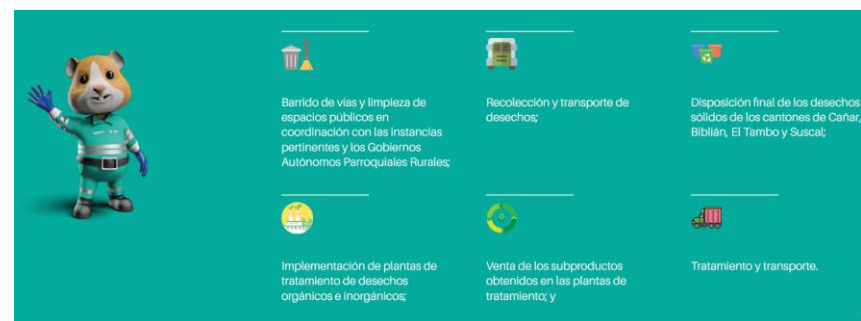 Barrido de vías y limpieza de
espacios públicos en
coordinación con las instancias
pertinentes y los Gobiernos
Autónomos Parroquiales Rurales;
Recolección y transporte de
desechos;
Disposición final de los desechos
sólidos de los cantones de Cañar,
Biblián, El Tambo y Suscal;
Implementación de plantas de
tratamiento de desechos
orgánicos e inorgánicos;
Venta de los subproductos
obtenidos en las plantas de
tratamiento; y
Tratamiento y transporte.